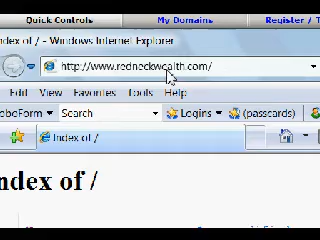 Quick Controls My Domains Register / T
ndex of / - Windows Internet Explorer
http://www.redneckwealth.com/
Edit View Favorites Tools Help
oboForm Search Logins (passcards)
Index of /
ndex of /